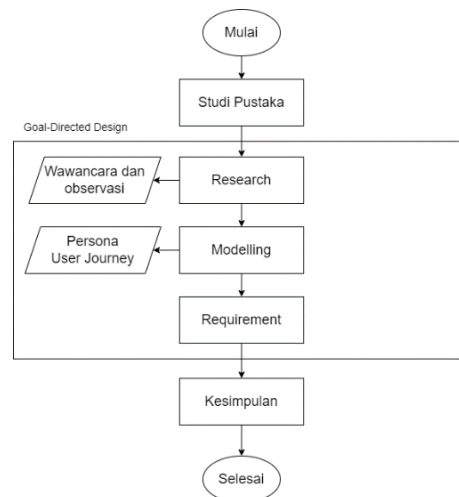 Mulai
Studi Pustaka
Goal-Directed Design
Wawancara dan
observasi
Research
Persona
User Journey
Modelling
Requirement
Kesimpulan
Selesai